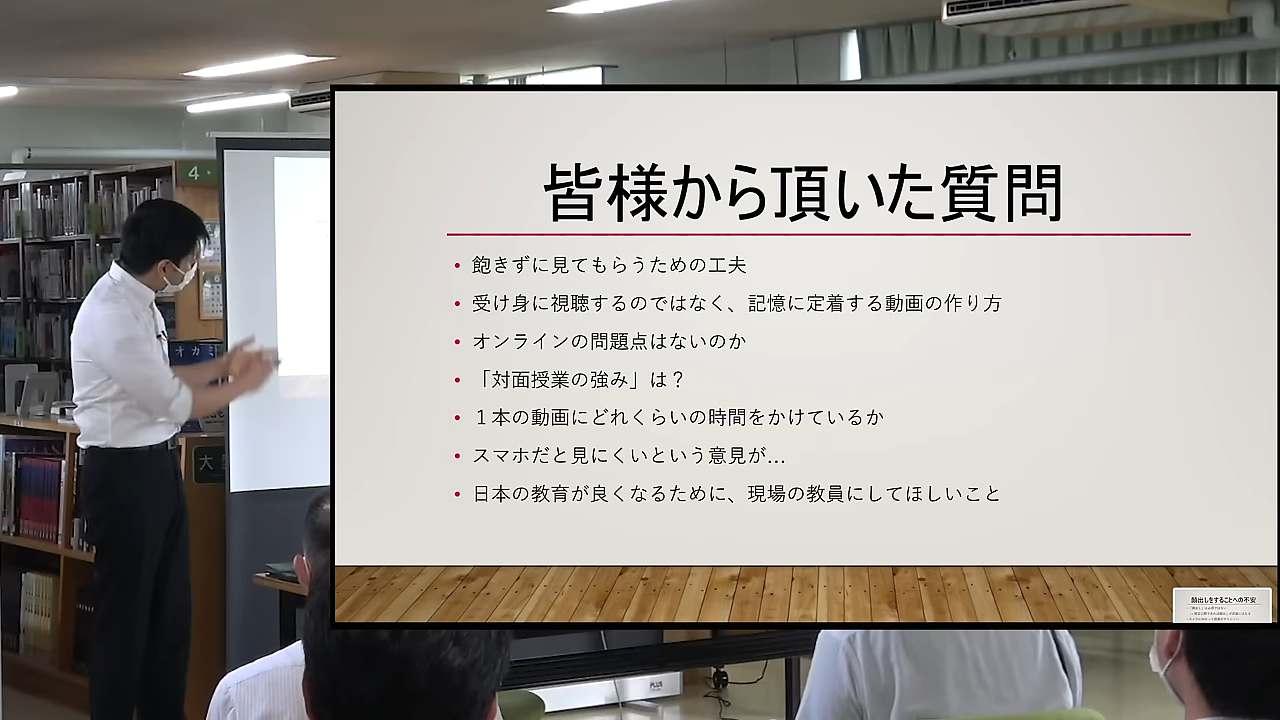 皆様から頂いた質問
• 飽きずに見てもらうための工夫
• 受け身に視聴するのではなく、記憶に定着する動画の作り方
• オンラインの問題点はないのか
• 「対面授業の強み」は？
• １本の動画にどれくらいの時間をかけているか
• スマホだと見にくいという意見が…
• 日本の教育が良くなるために、現場の教員にしてほしいこと
顔出しをすることへの不安
4
オカミ
大
6
PLUS